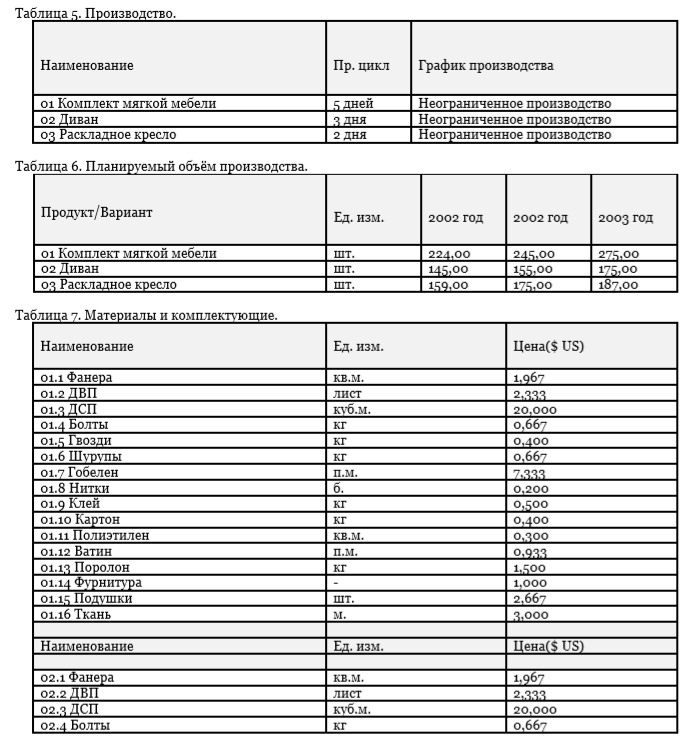 Таблица 5. Производство.
Наименование Пр. цикл График производства
01 Комплект мягкой мебели 5 дней Неограниченное производство
02 Диван 3 дня Неограниченное производство
03 Раскладное кресло 2 дня Неограниченное производство
Таблица 6. Планируемый объём производства.
Продукт/Вариант Ед. изм. 2002 год 2002 год 2003 год
01 Комплект мягкой мебели шт. 224,00 245,00 275,00
02 Диван шт. 145,00 155,00 175,00
03 Раскладное кресло шт. 159,00 175,00 187,00
Таблица 7. Материалы и комплектующие.
Наименование Ед. изм. Цена($ US)
01.1 Фанера кв.м. 1,967
01.2 ДВП лист 2,333
01.3 ДСП куб.м. 20,000
01.4 Болты кг 0,667
01.5 Гвозди кг 0,400
01.6 Шурупы кг 0,667
01.7 Гобелен п.м. 7,333
01.8 Нитки б. 0,200
01.9 Клей кг 0,500
01.10 Картон кг 0,400
01.11 Полиэтилен кв.м. 0,300
01.12 Ватин п.м. 0,933
01.13 Поролон кг 1,500
01.14 Фурнитура - 1,000
01.15 Подушки шт. 2,667
01.16 Ткань м. 3,000
Наименование Ед. изм. Цена($ US)
02.1 Фанера кв.м. 1,967
02.2 ДВП лист 2,333
02.3 ДСП куб.м. 20,000
02.4 Болты кг 0,667